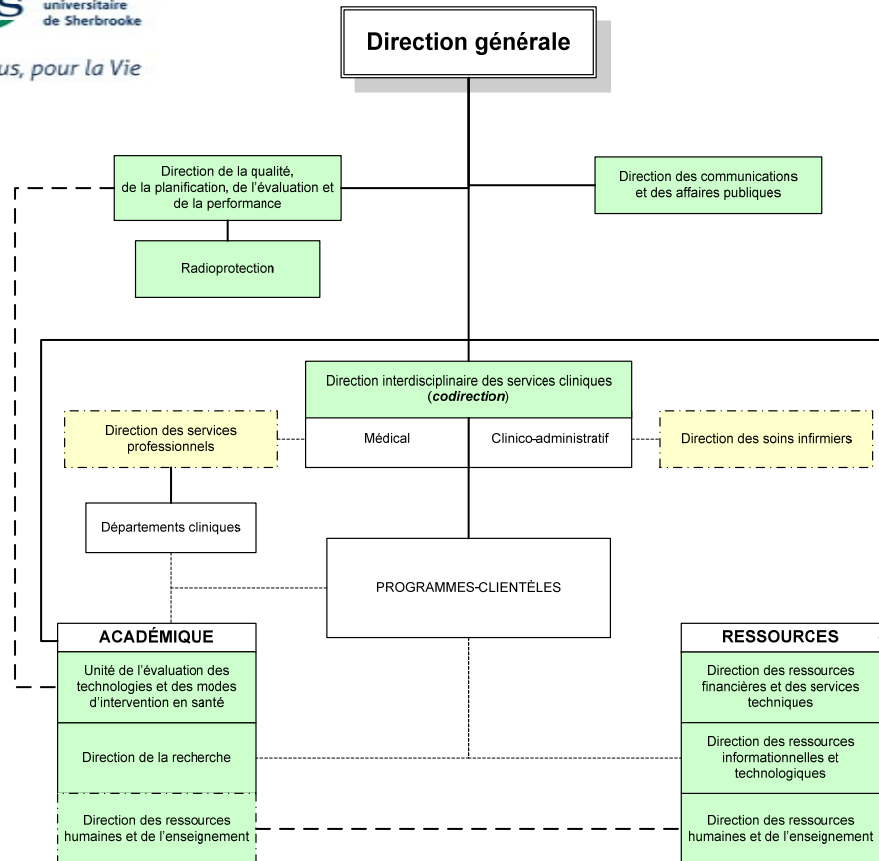 universitaire
de Sherbrooke
us, pour la Vie
Direction générale
Direction de la qualité,
de la planification, de l'évaluation et
de la performance
Direction des communications
et des affaires publiques
Radioprotection
Direction interdisciplinaire des services cliniques
(codirection)
Médical
Clinico-administratif
Direction des services
professionnels
Direction des soins infirmiers
Départements cliniques
PROGRAMMES-CLIENTÈLES
ACADÉMIQUE
Unité de l'évaluation des
technologies et des modes
d'intervention en santé
Direction de la recherche
Direction des ressources
humaines et de l'enseignement
RESSOURCES
Direction des ressources
financières et des services
techniques
Direction des ressources
informationnelles et
technologiques
Direction des ressources
humaines et de l'enseignement